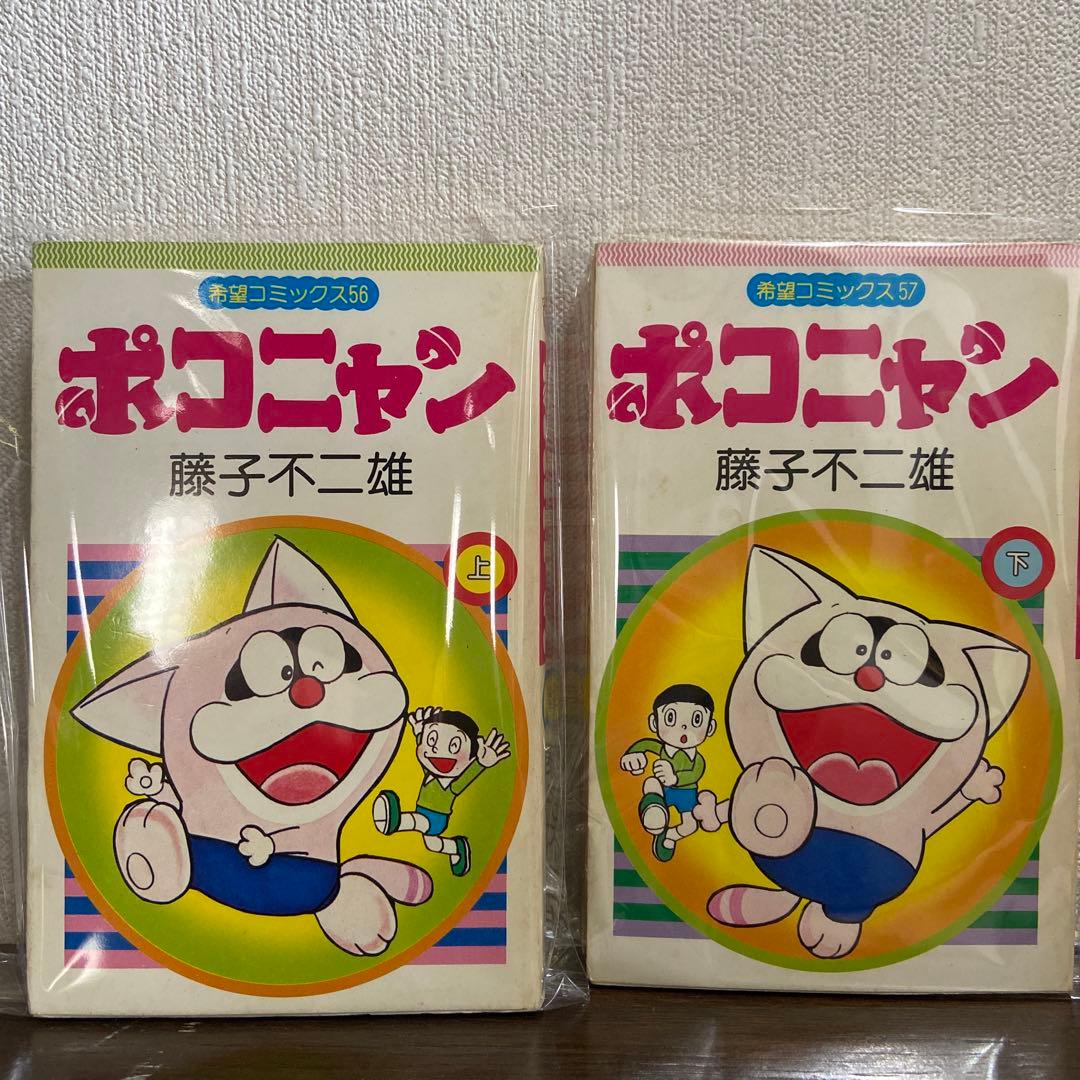 希望コミックス56
ポコニャン
藤子不二雄
上
希望コミックス57
ポコニャン
藤子不二雄
下